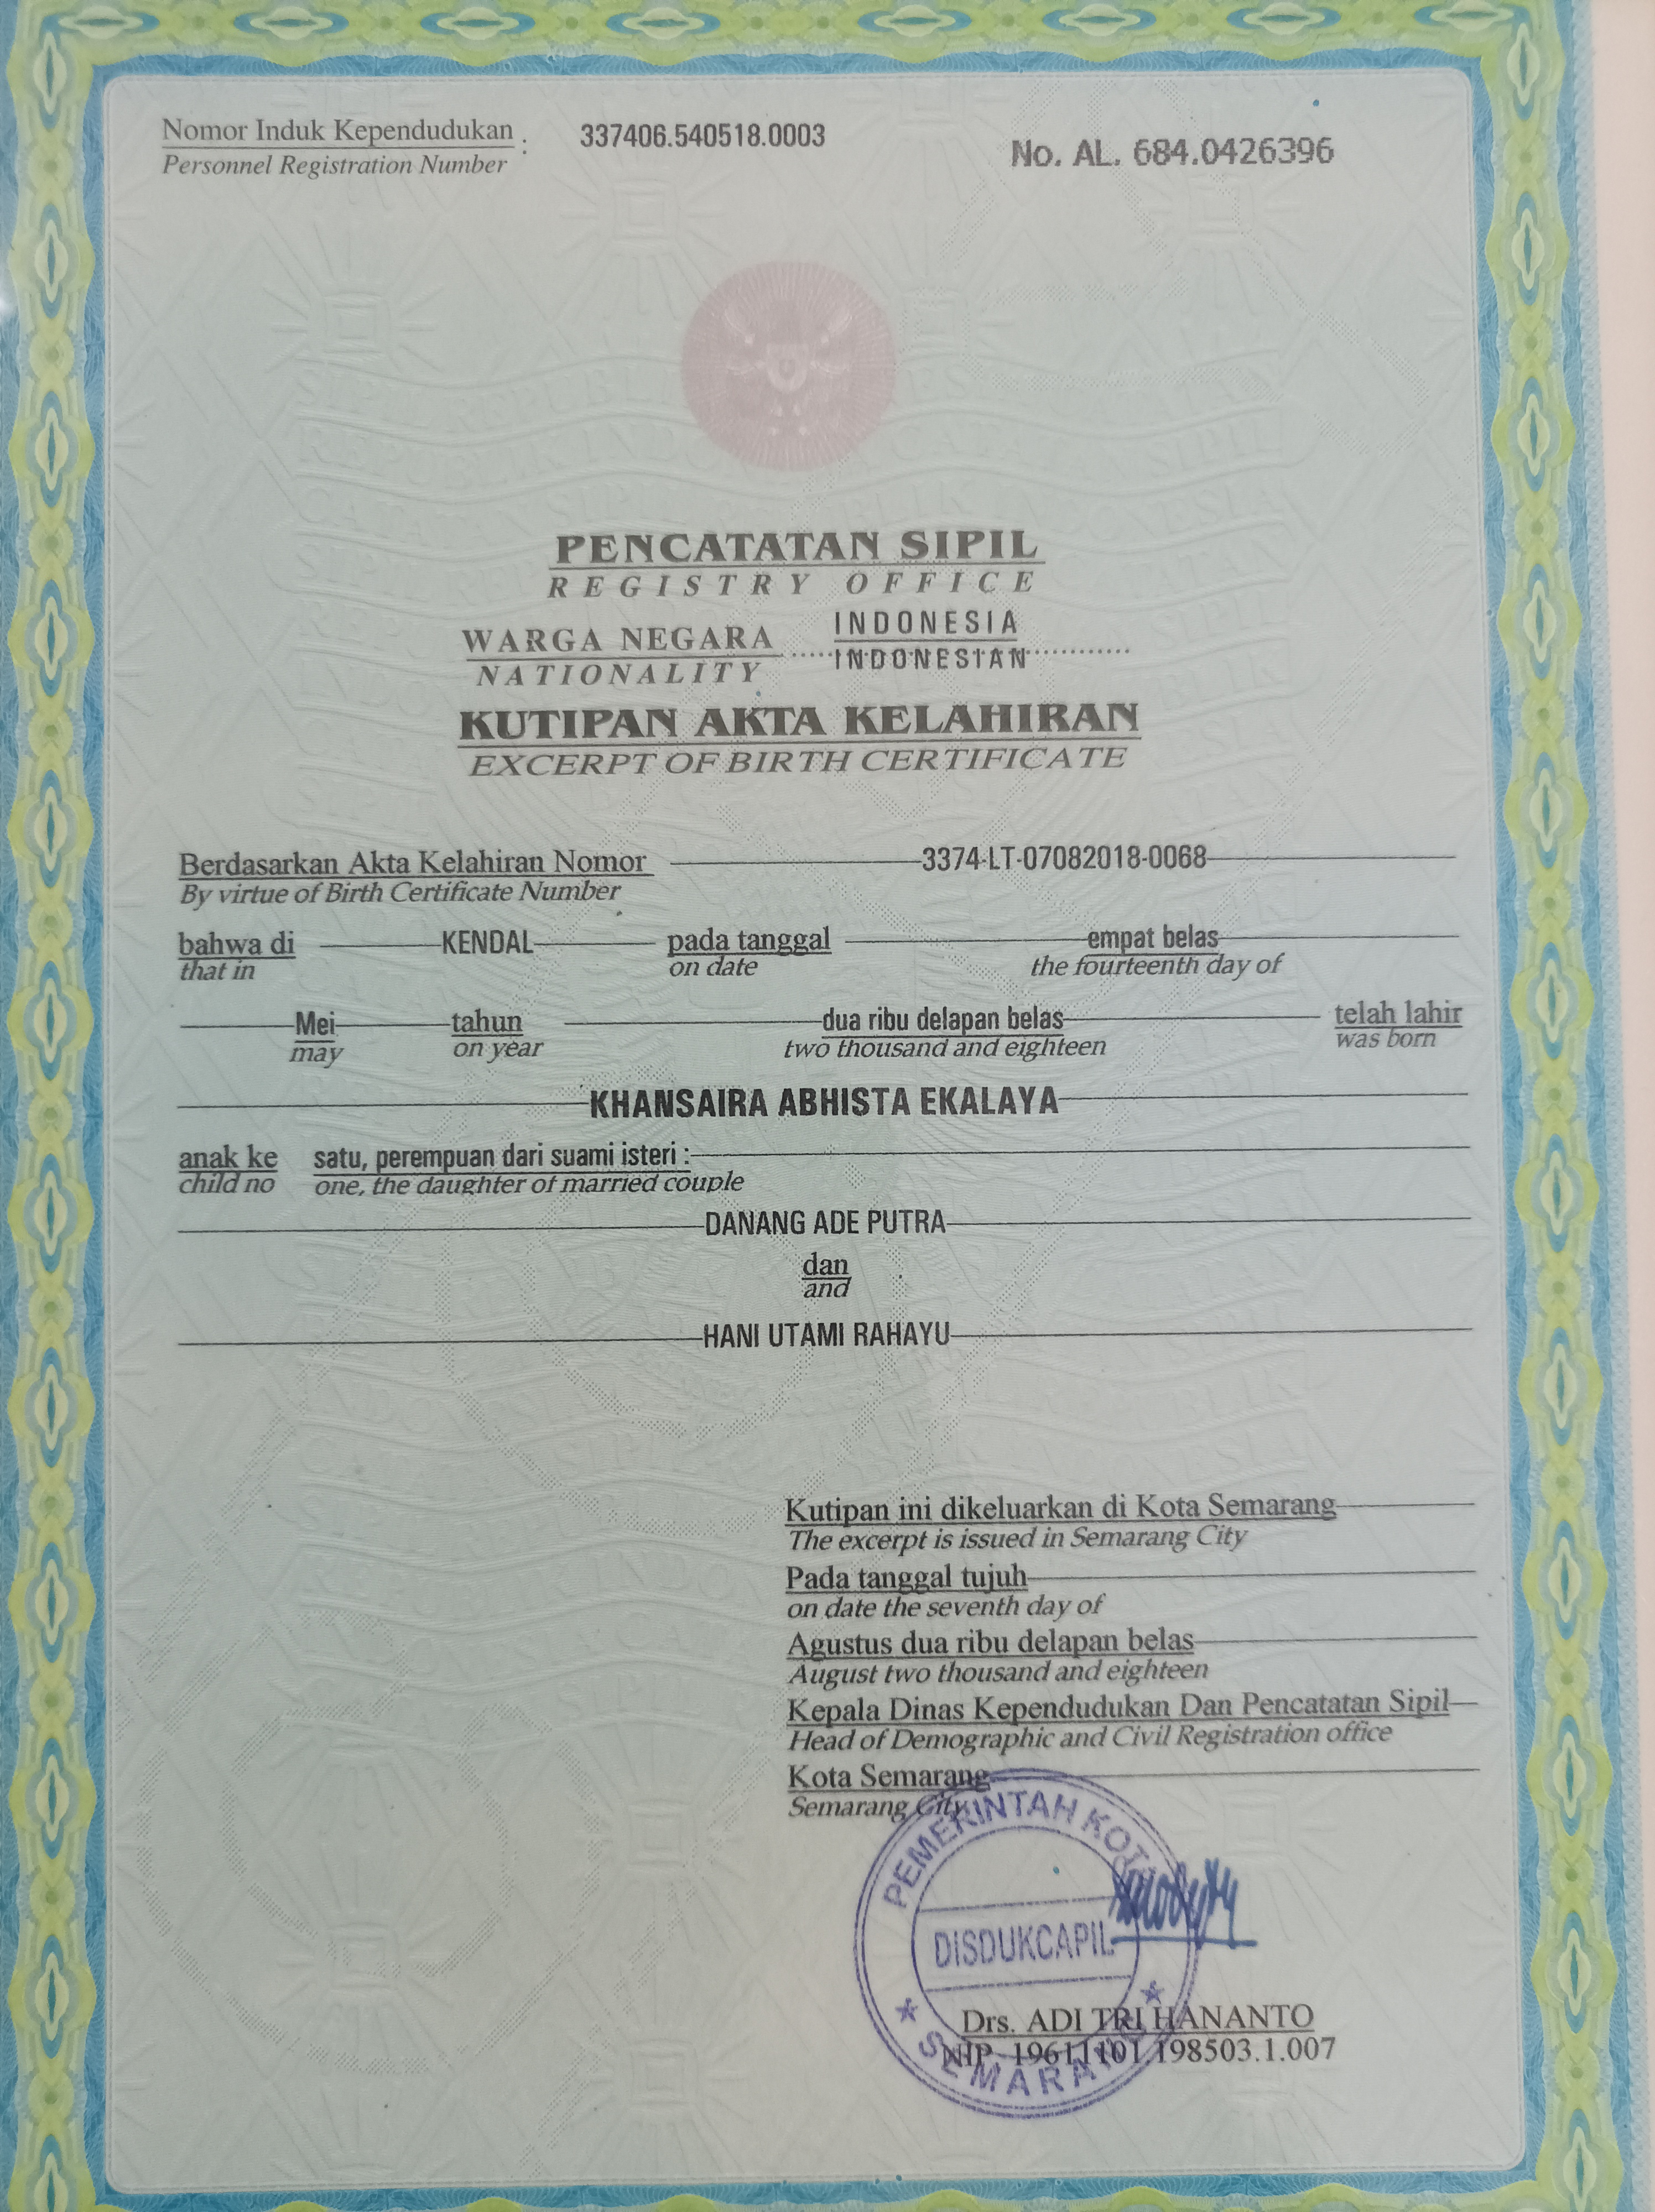 Nomor Induk Kependudukan : 337406.540518.0003
Personnel Registration Number
No. AL. 684.0426396
PENCATATAN SIPIL
REGISTRY OFFICE
WARGA NEGARA INDONESIA
NATIONALITY INDONESIAN
KUTIPAN AKTA KELAHIRAN
EXCERPT OF BIRTH CERTIFICATE
Berdasarkan Akta Kelahiran Nomor 3374-LT-07082018-0068
By virtue of Birth Certificate Number
bahwa di KENDAL pada tanggal empat belas
that in on date the fourteenth day of
Mei tahun dua ribu delapan belas telah lahir
may on year two thousand and eighteen was born
KHANSAIRA ABHISTA EKALAYA
anak ke satu, perempuan dari suami isteri :
child no one, the daughter of married couple
DANANG ADE PUTRA
dan
and
HANI UTAMI RAHAYU
Kutipan ini dikeluarkan di Kota Semarang
The excerpt is issued in Semarang City
Pada tanggal tujuh
on date the seventh day of
Agustus dua ribu delapan belas
August two thousand and eighteen
Kepala Dinas Kependudukan Dan Pencatatan Sipil
Head of Demographic and Civil Registration office
Kota Semarang
Semarang City
PEMERINTAH KOTA
DISDUKCAPIL
SEMARANG
Drs. ADI TRI HANANTO
NIP. 19611101.198503.1.007